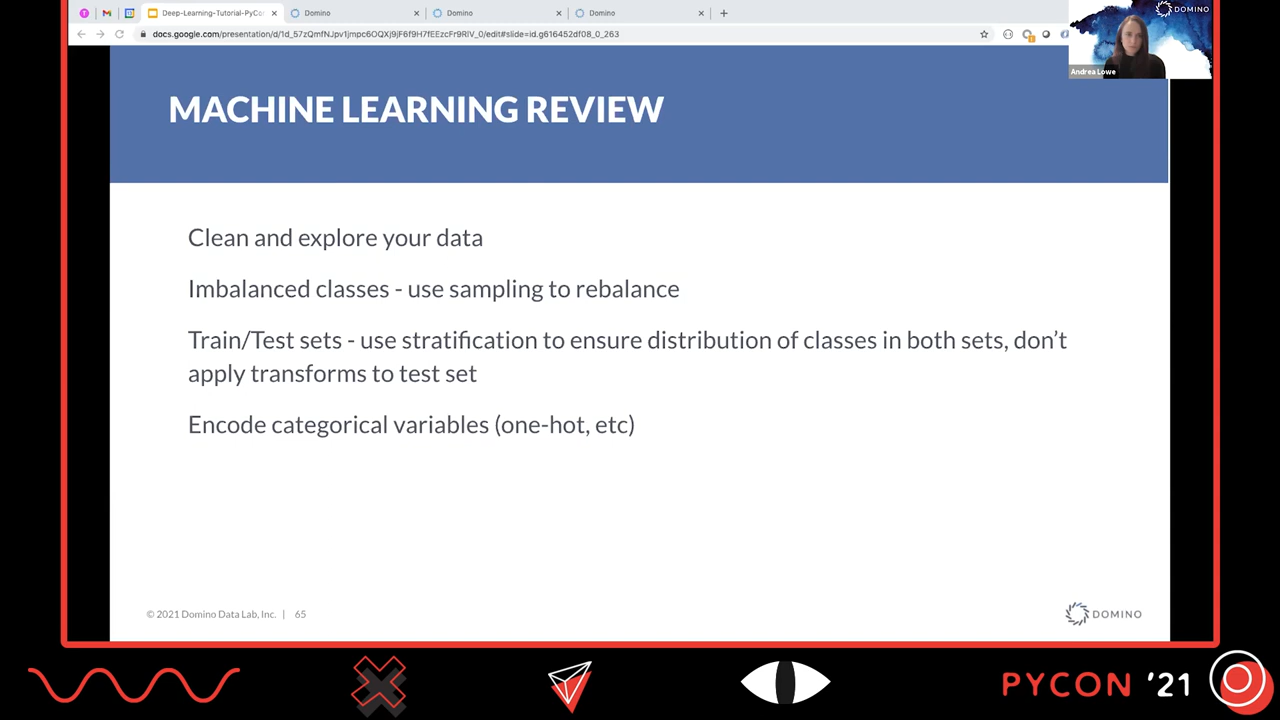 Deep-Learning-Tutorial-PyCo
Domino
Domino
Domino
docs.google.com/presentation/d/1d_57zQmfNJpv1jmpc6OQXj9jF6f9H7fEEzcFr9RlV_0/edit#slide=id.g616452df08_0_263
DOMINO
Andrea Lowe
MACHINE LEARNING REVIEW
Clean and explore your data
Imbalanced classes - use sampling to rebalance
Train/Test sets - use stratification to ensure distribution of classes in both sets, don’t
apply transforms to test set
Encode categorical variables (one-hot, etc)
© 2021 Domino Data Lab, Inc. | 65
DOMINO
PYCON ’21